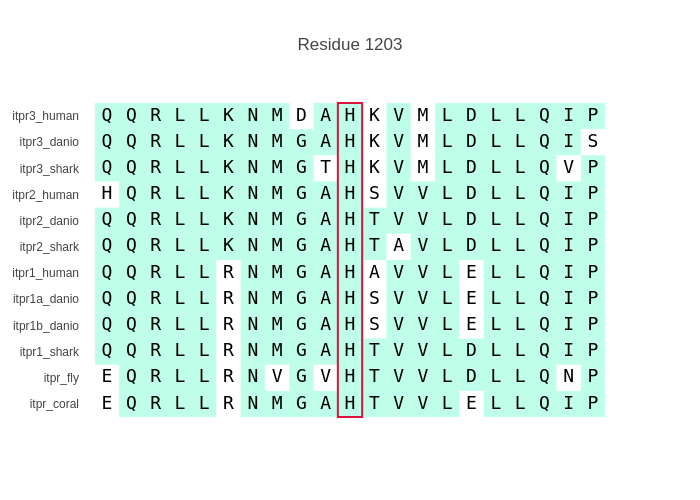 Residue 1203
itpr3_human Q Q R L L K N M D A H K V M L D L L Q I P
itpr3_danio Q Q R L L K N M G A H K V M L D L L Q I S
itpr3_shark Q Q R L L K N M G T H K V M L D L L Q V P
itpr2_human H Q R L L K N M G A H S V V L D L L Q I P
itpr2_danio Q Q R L L K N M G A H T V V L D L L Q I P
itpr2_shark Q Q R L L K N M G A H T A V L D L L Q I P
itpr1_human Q Q R L L R N M G A H A V V L E L L Q I P
itpr1a_danio Q Q R L L R N M G A H S V V L E L L Q I P
itpr1b_danio Q Q R L L R N M G A H S V V L E L L Q I P
itpr1_shark Q Q R L L R N M G A H T V V L D L L Q I P
itpr_fly E Q R L L R N V G V H T V V L D L L Q N P
itpr_coral E Q R L L R N M G A H T V V L E L L Q I P